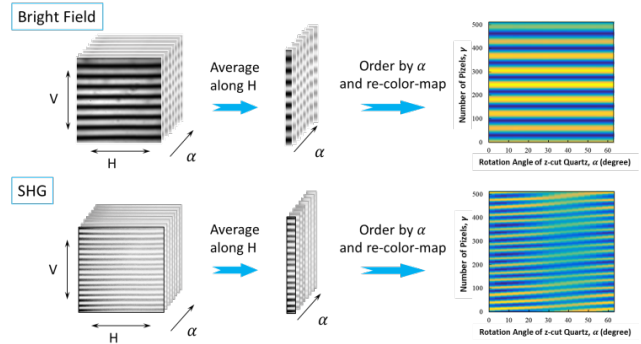 Bright Field
V
H
α
Average
along H
Order by α
and re-color-map
Number of Pizels, y
500
400
300
200
100
0
0 10 20 30 40 50 60
Rotation Angle of z-cut Quartz, α (degree)
SHG
V
H
α
Average
along H
α
Order by α
and re-color-map
Number of Pixels, y
500
400
300
200
100
0
0 10 20 30 40 50 60
Rotation Angle of z-cut Quartz, α (degree)